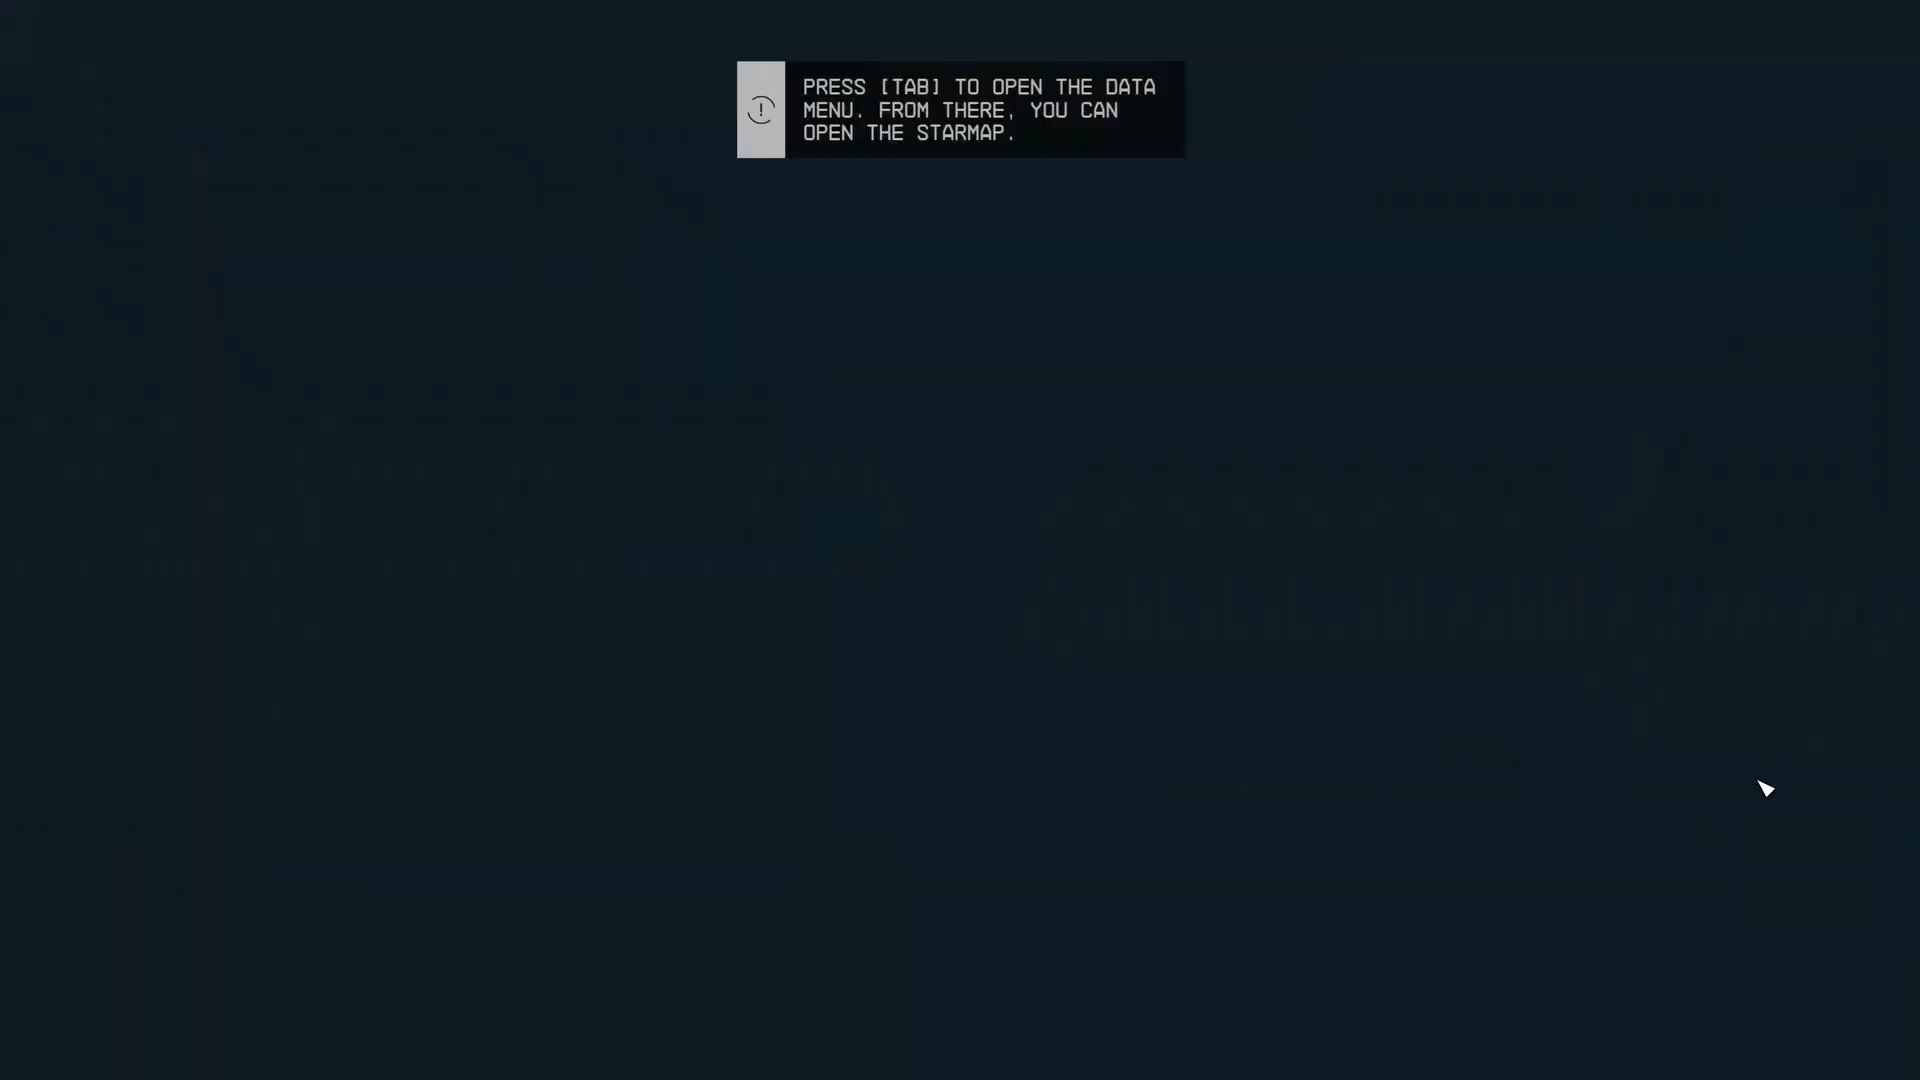 PRESS [TAB] TO OPEN THE DATA
MENU. FROM THERE, YOU CAN
OPEN THE STARMAP.